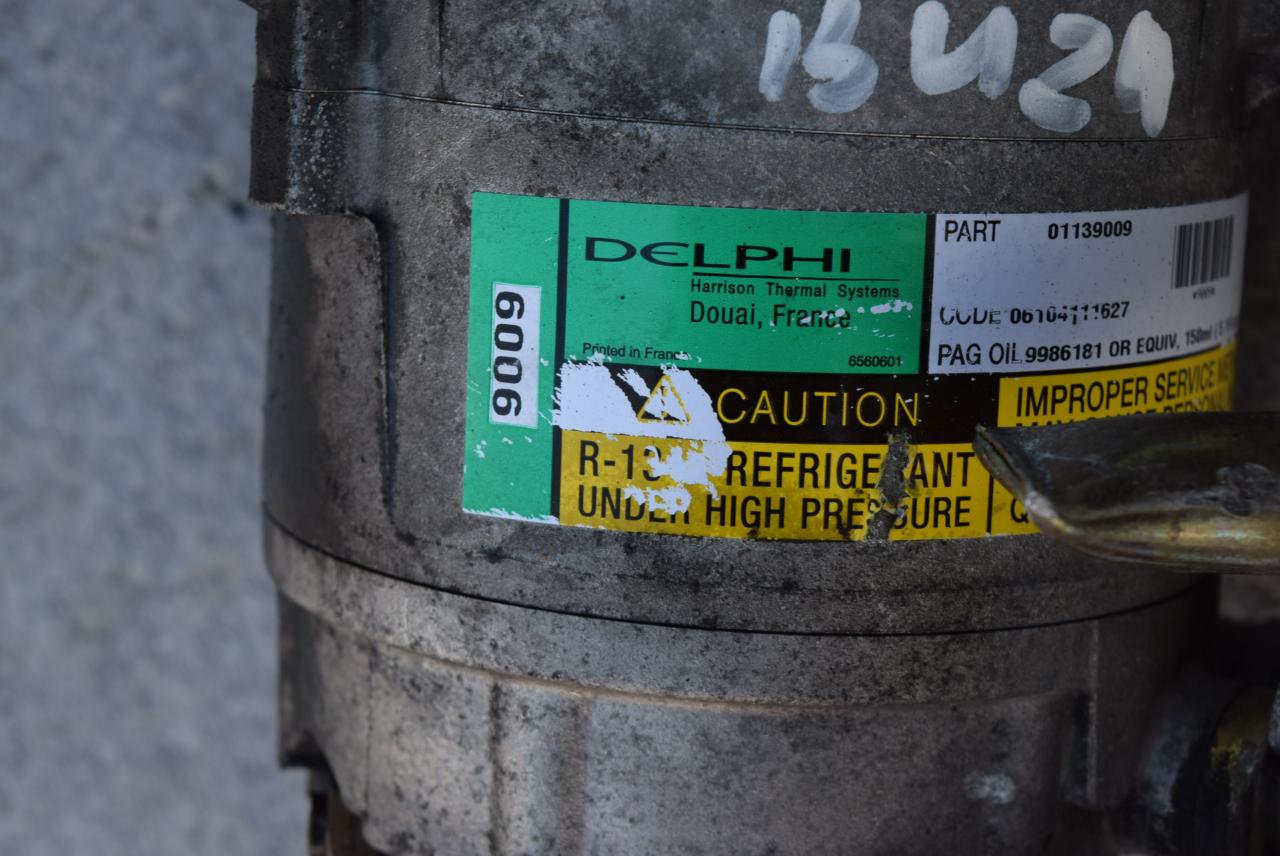 9009
DELPHI
Harrison Thermal Systems
Douai, France
Printed in France
6560601
PART 01139009
CODE 06104111627
PAG OIL 9986181 OR EQUIV, 150ml
CAUTION
IMPROPER SERVICE
R-13 REFRIGERANT
UNDER HIGH PRESSURE